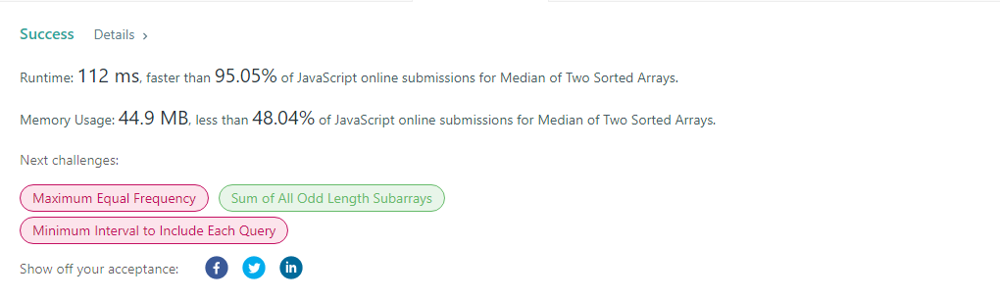 Success Details ›
Runtime: 112 ms, faster than 95.05% of JavaScript online submissions for Median of Two Sorted Arrays.
Memory Usage: 44.9 MB, less than 48.04% of JavaScript online submissions for Median of Two Sorted Arrays.
Next challenges:
Maximum Equal Frequency Sum of All Odd Length Subarrays
Minimum Interval to Include Each Query
Show off your acceptance: f in